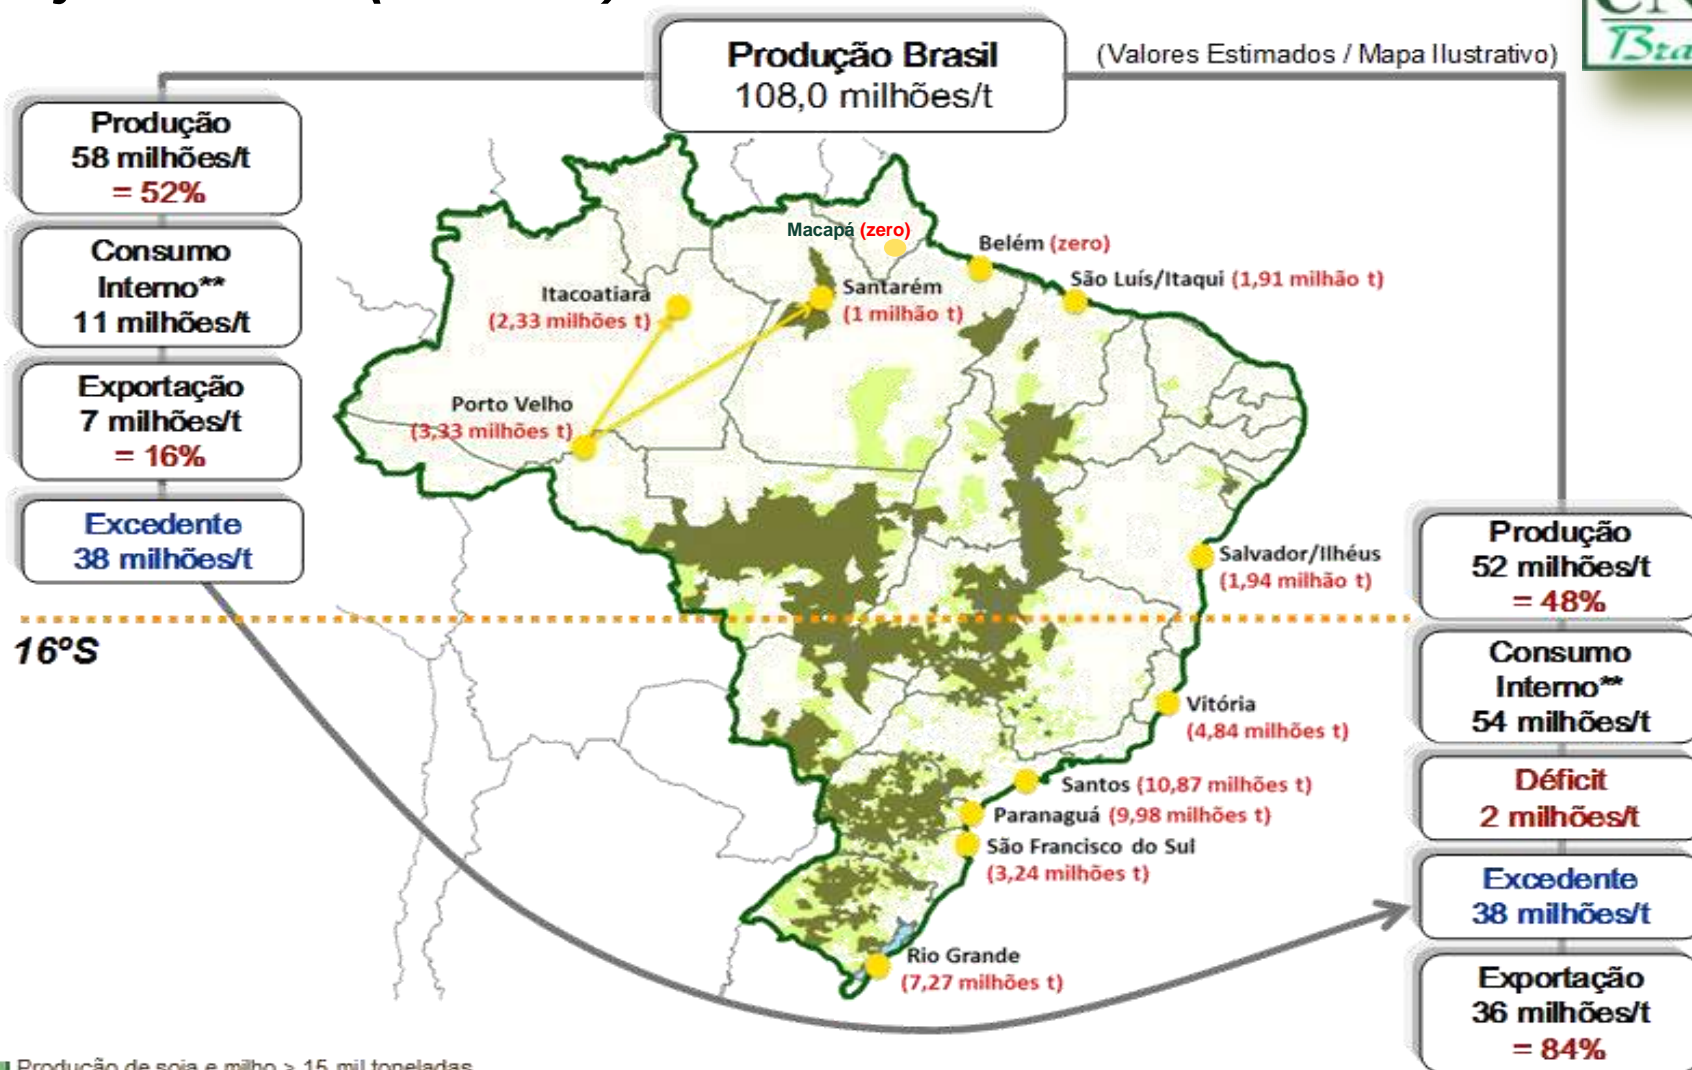 Produção Brasil
108,0 milhões/t
(Valores Estimados / Mapa Ilustrativo)
Bra
Produção
58 milhões/t
= 52%
Consumo
Interno**
11 milhões/t
Exportação
7 milhões/t
= 16%
Excedente
38 milhões/t
16ºS
Macapá (zero)
Belém (zero)
São Luís/Itaqui (1,91 milhão t)
Itacoatiara
(2,33 milhões t)
Santarém
(1 milhão t)
Porto Velho
(3,33 milhões t)
Salvador/Ilhéus
(1,94 milhão t)
Vitória
(4,84 milhões t)
Santos (10,87 milhões t)
Paranaguá (9,98 milhões t)
São Francisco do Sul
(3,24 milhões t)
Rio Grande
(7,27 milhões t)
Produção
52 milhões/t
= 48%
Consumo
Interno**
54 milhões/t
Déficit
2 milhões/t
Excedente
38 milhões/t
Exportação
36 milhões/t
= 84%
Produção de soja e milho > 15 mil toneladas